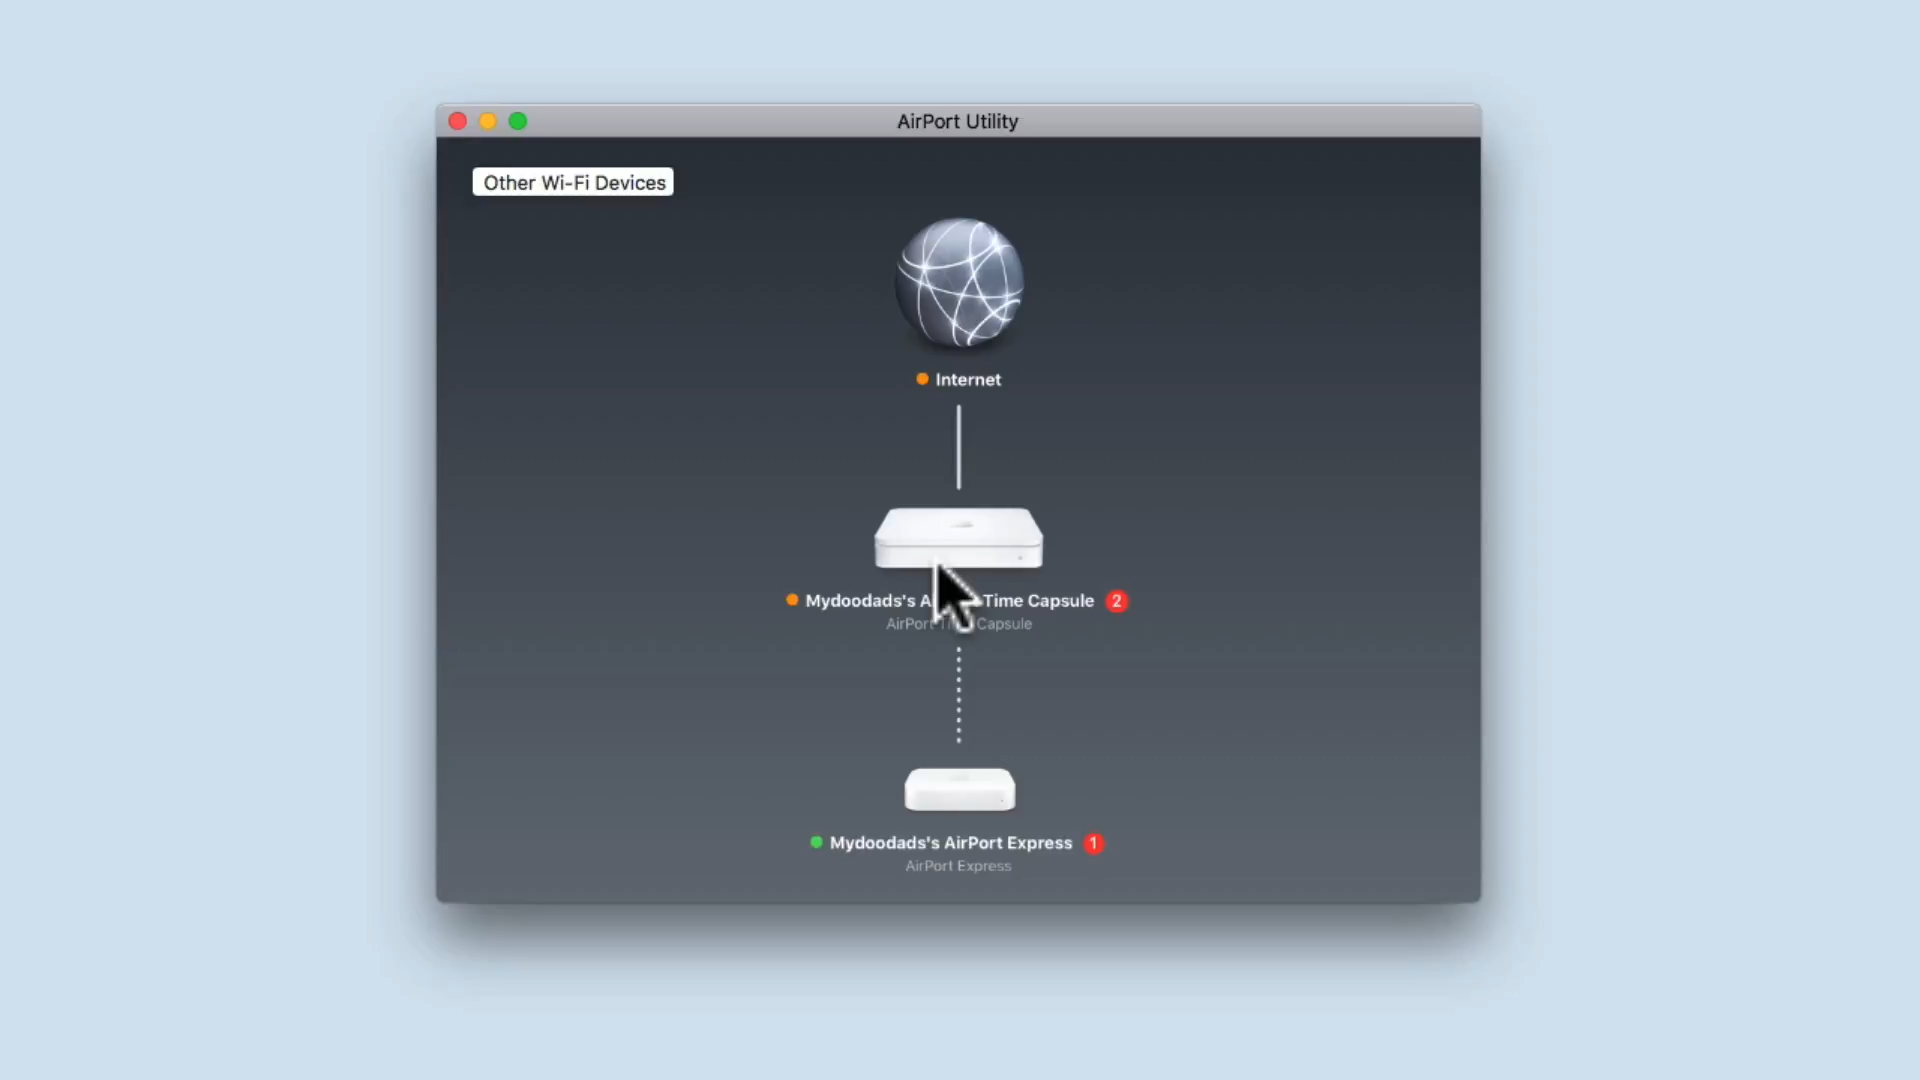 AirPort Utility
Other Wi-Fi Devices
Internet
Mydoodads's Time Capsule 2
AirPort Capsule
Mydoodads's AirPort Express 1
AirPort Express